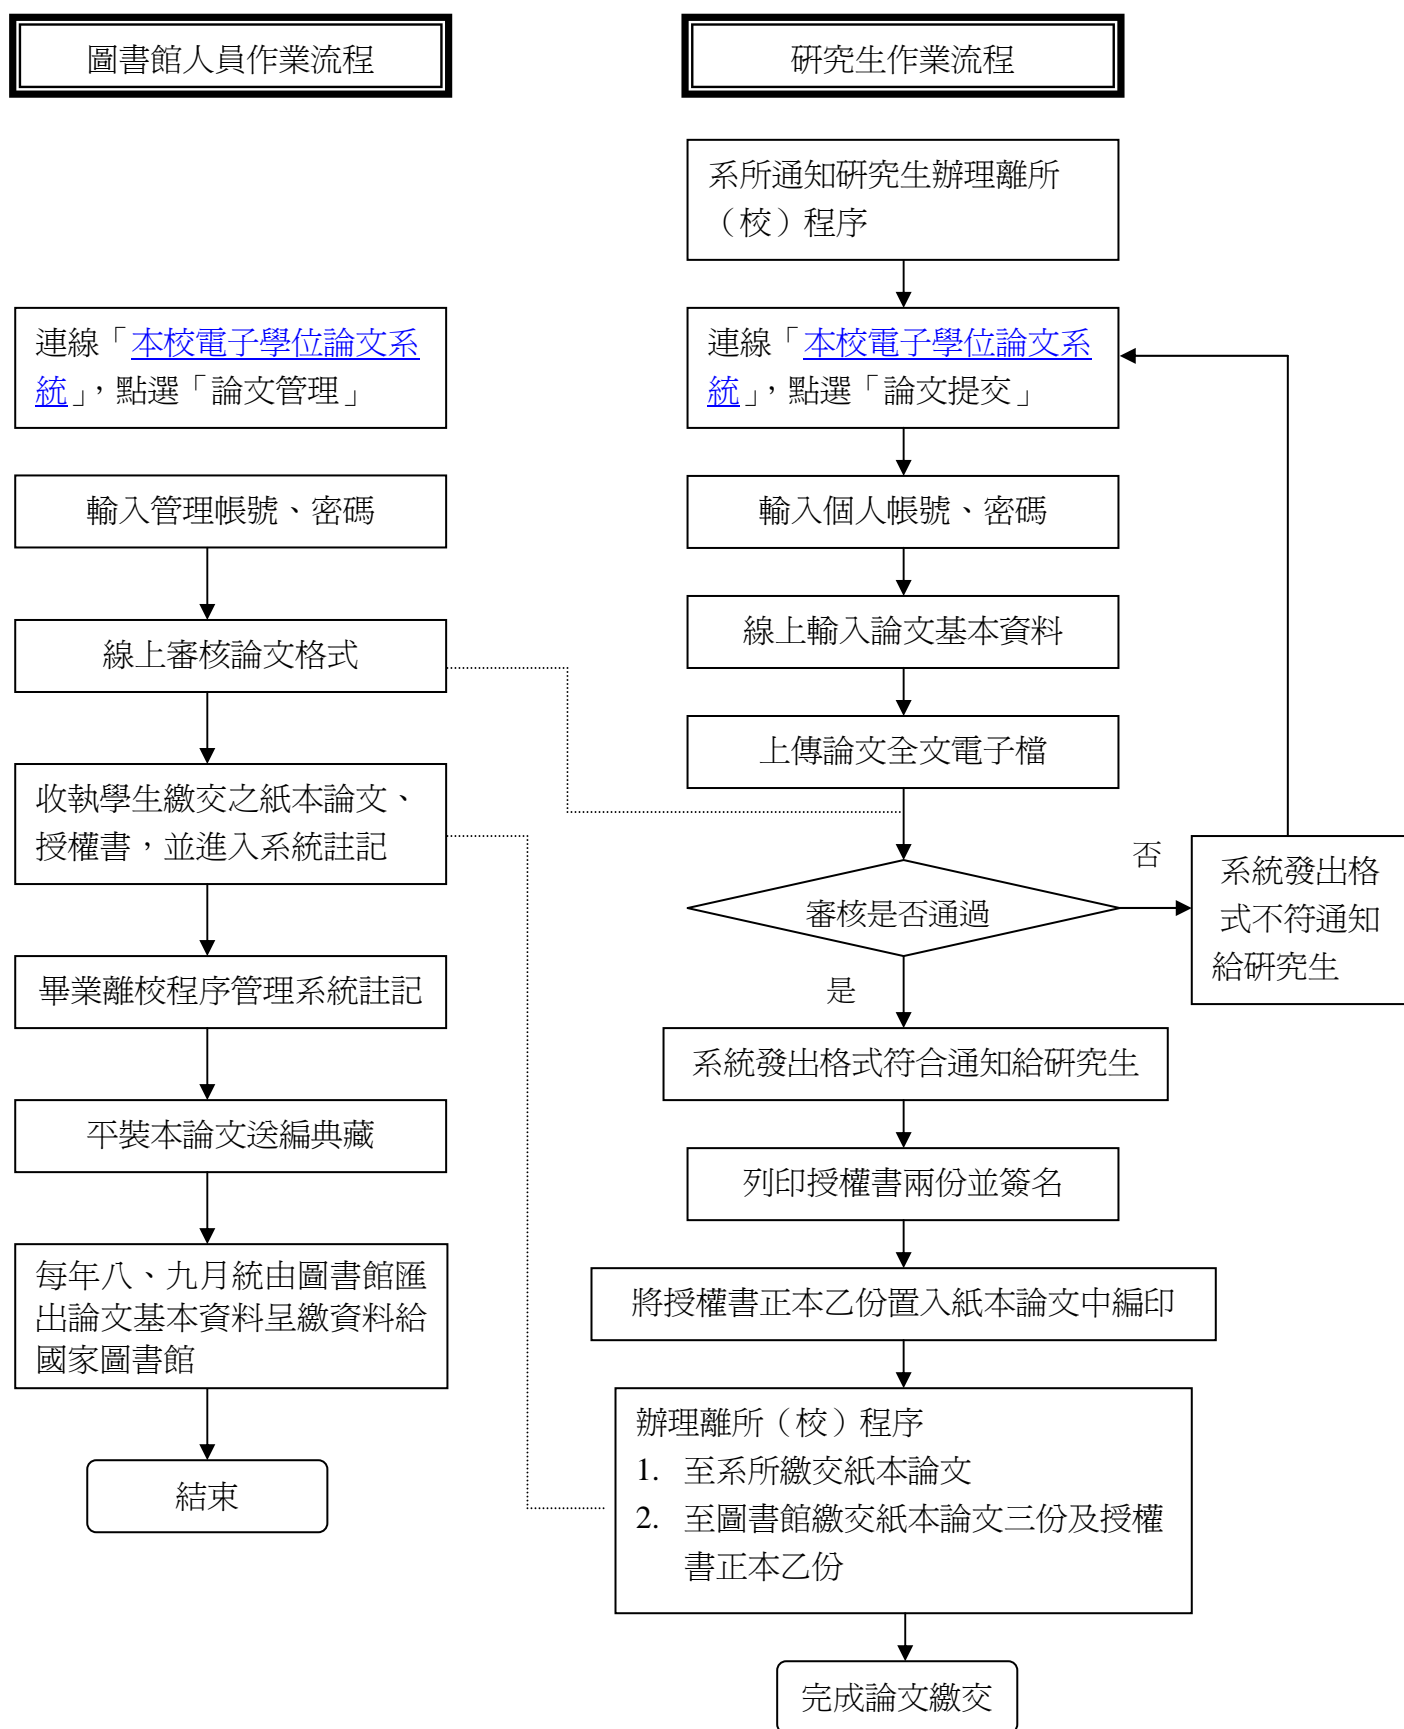 圖書館人員作業流程
連線「本校電子學位論文系
統」，點選「論文管理」
輸入管理帳號、密碼
線上審核論文格式
收執學生繳交之紙本論文、
授權書，並進入系統註記
畢業離校程序管理系統註記
平裝本論文送編典藏
每年八、九月統由圖書館匯
出論文基本資料呈繳資料給
國家圖書館
結束
研究生作業流程
系所通知研究生辦理離所
（校）程序
連線「本校電子學位論文系
統」，點選「論文提交」
輸入個人帳號、密碼
線上輸入論文基本資料
上傳論文全文電子檔
審核是否通過
否
系統發出格
式不符通知
給研究生
是
系統發出格式符合通知給研究生
列印授權書兩份並簽名
將授權書正本乙份置入紙本論文中編印
辦理離所（校）程序
1. 至系所繳交紙本論文
2. 至圖書館繳交紙本論文三份及授權
書正本乙份
完成論文繳交